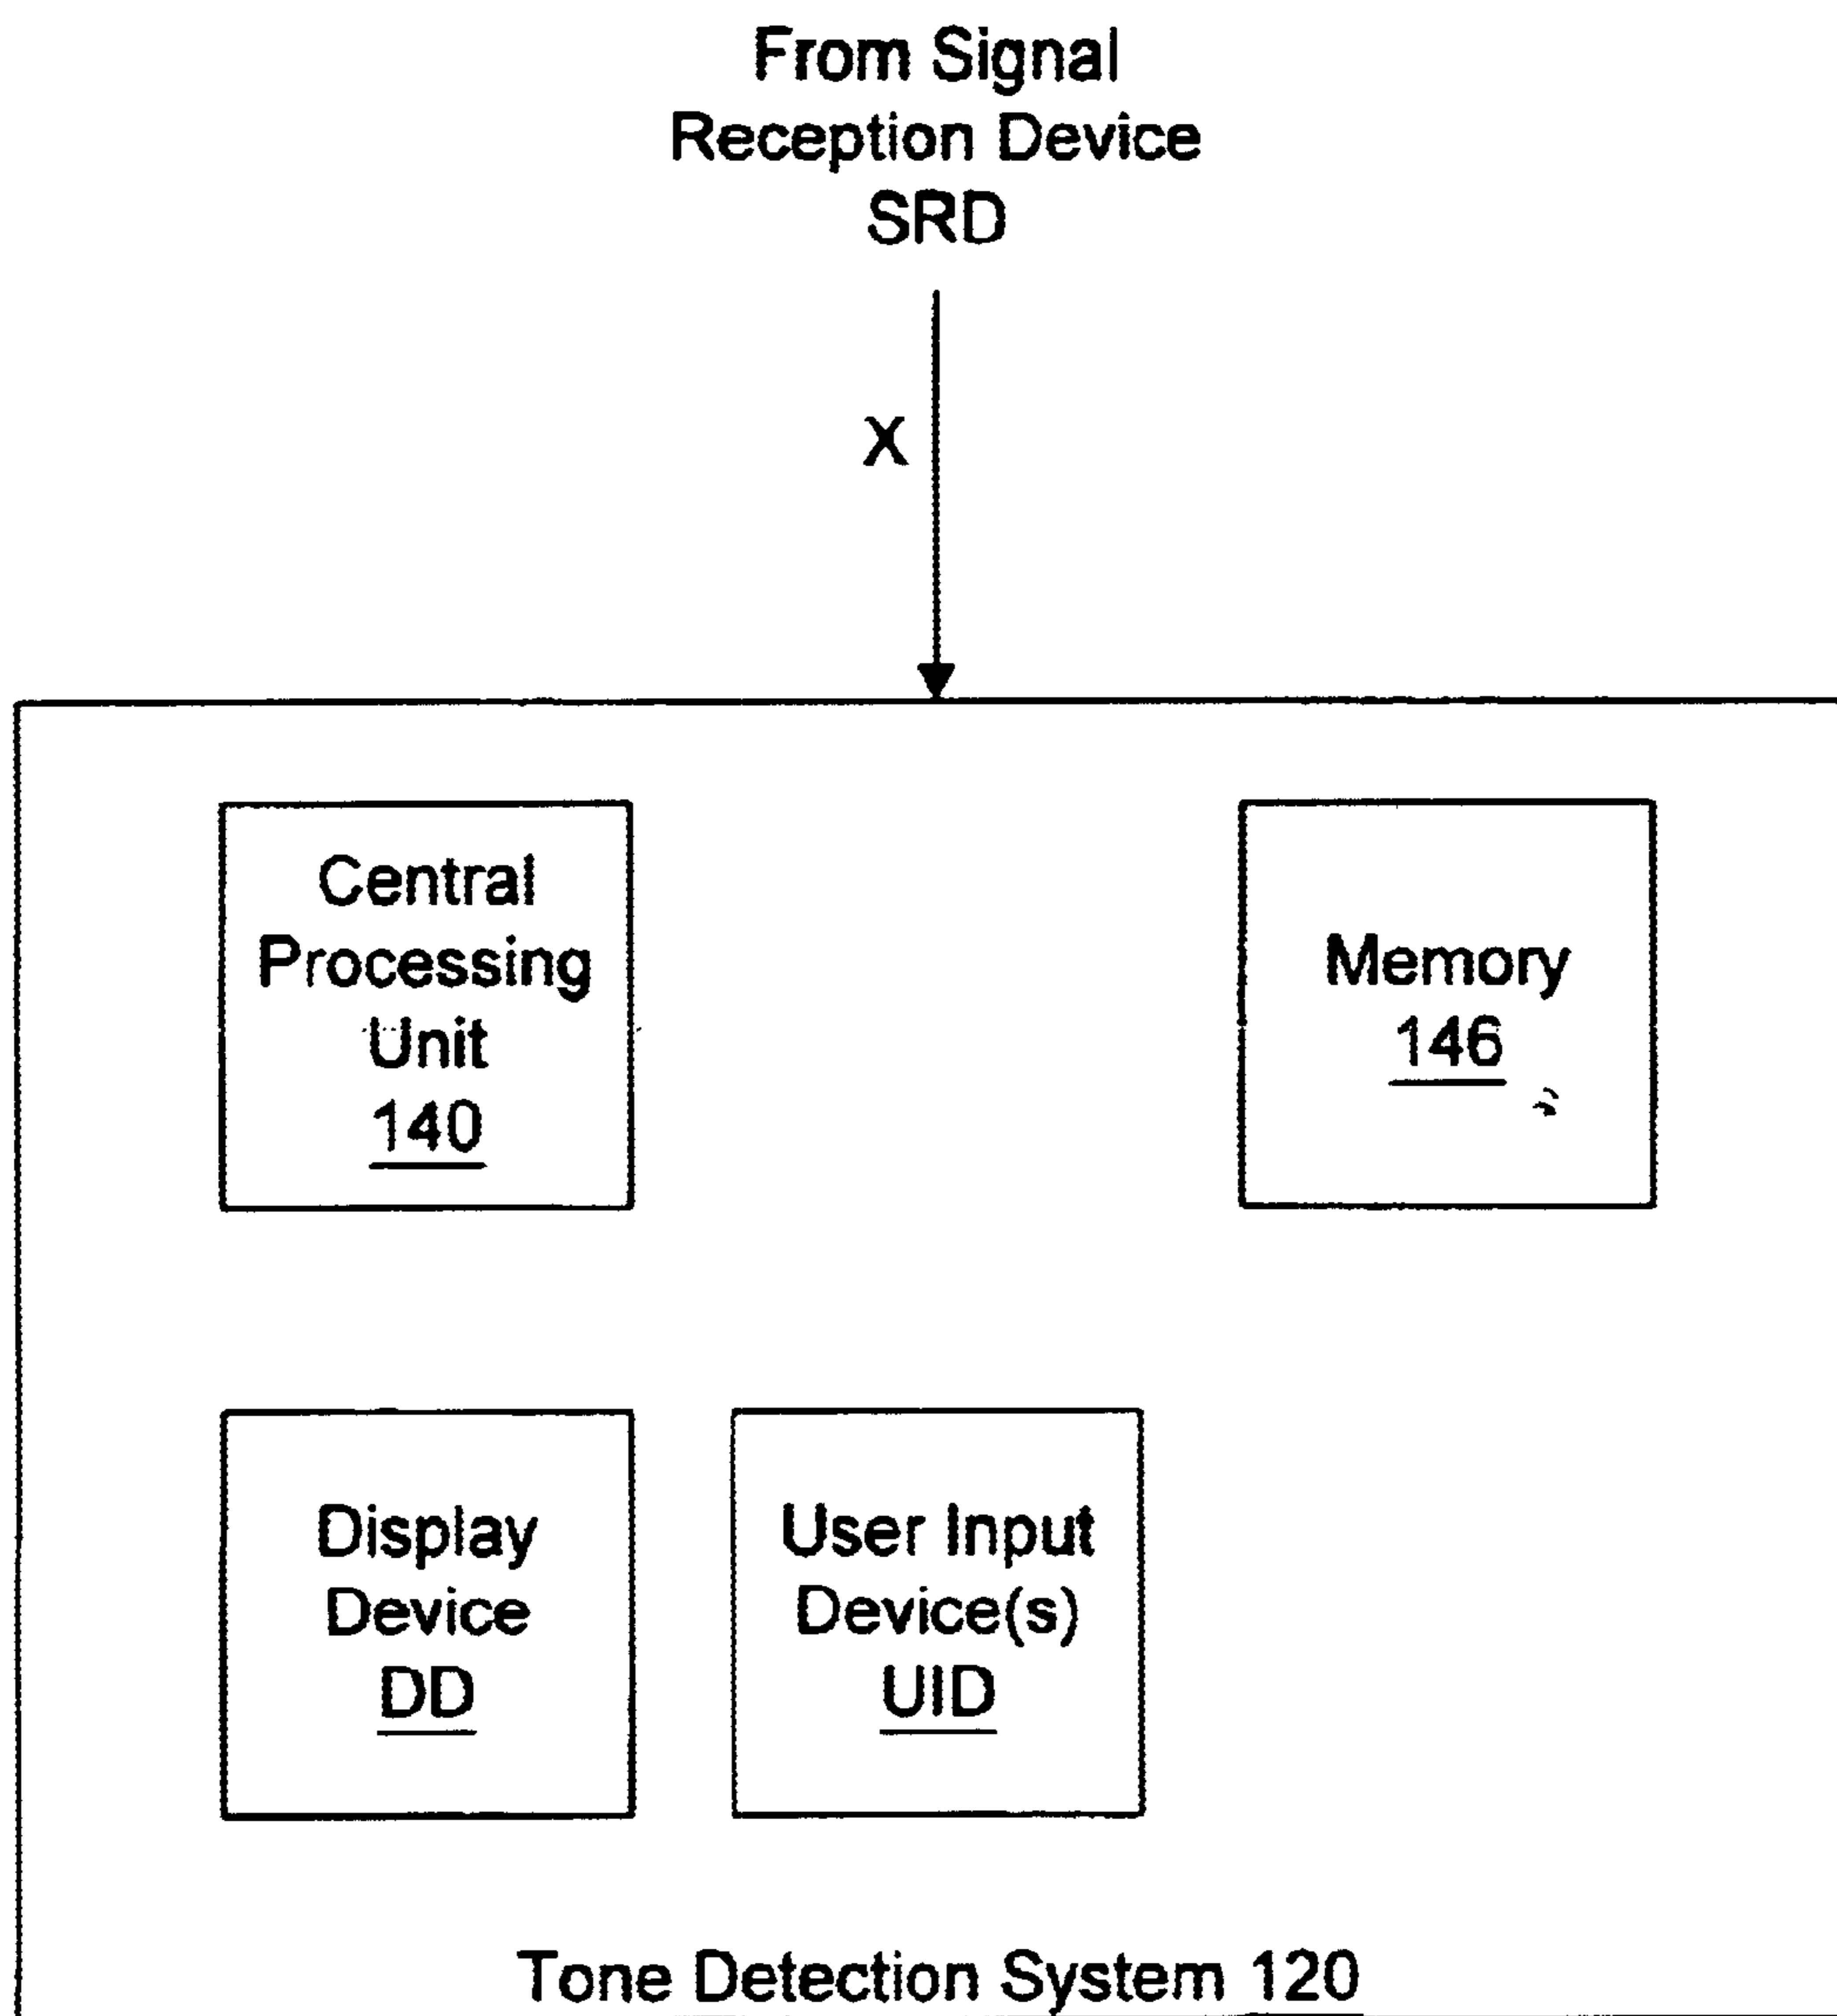 From Signal
Reception Device
SRD
X
Central
Processing
Unit
140
Memory
146
Display
Device
DD
User Input
Device(s)
UID
Tone Detection System 120